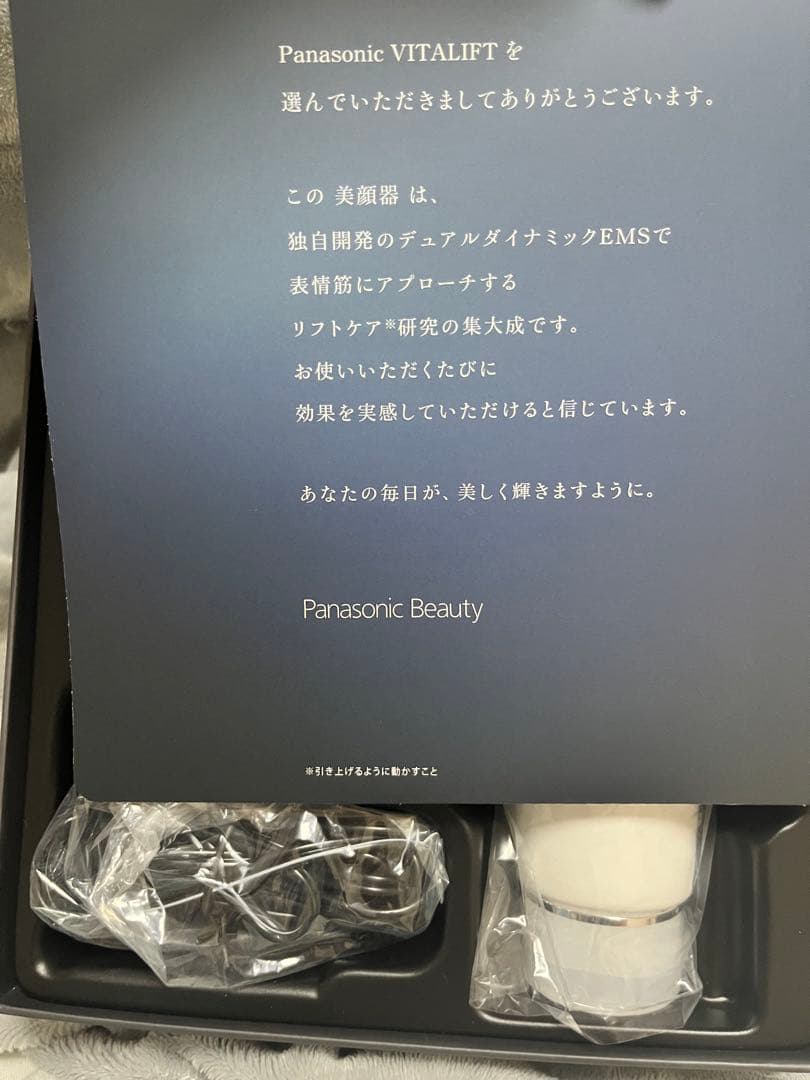 Panasonic VITALIFT を
選んでいただきましてありがとうございます。
この 美顔器 は、
独自開発のデュアルダイナミックEMSで
表情筋にアプローチする
リフトケア※研究の集大成です。
お使いいただくたびに
効果を実感していただけると信じています。
あなたの毎日が、美しく輝きますように。
Panasonic Beauty
※引き上げるように動かすこと